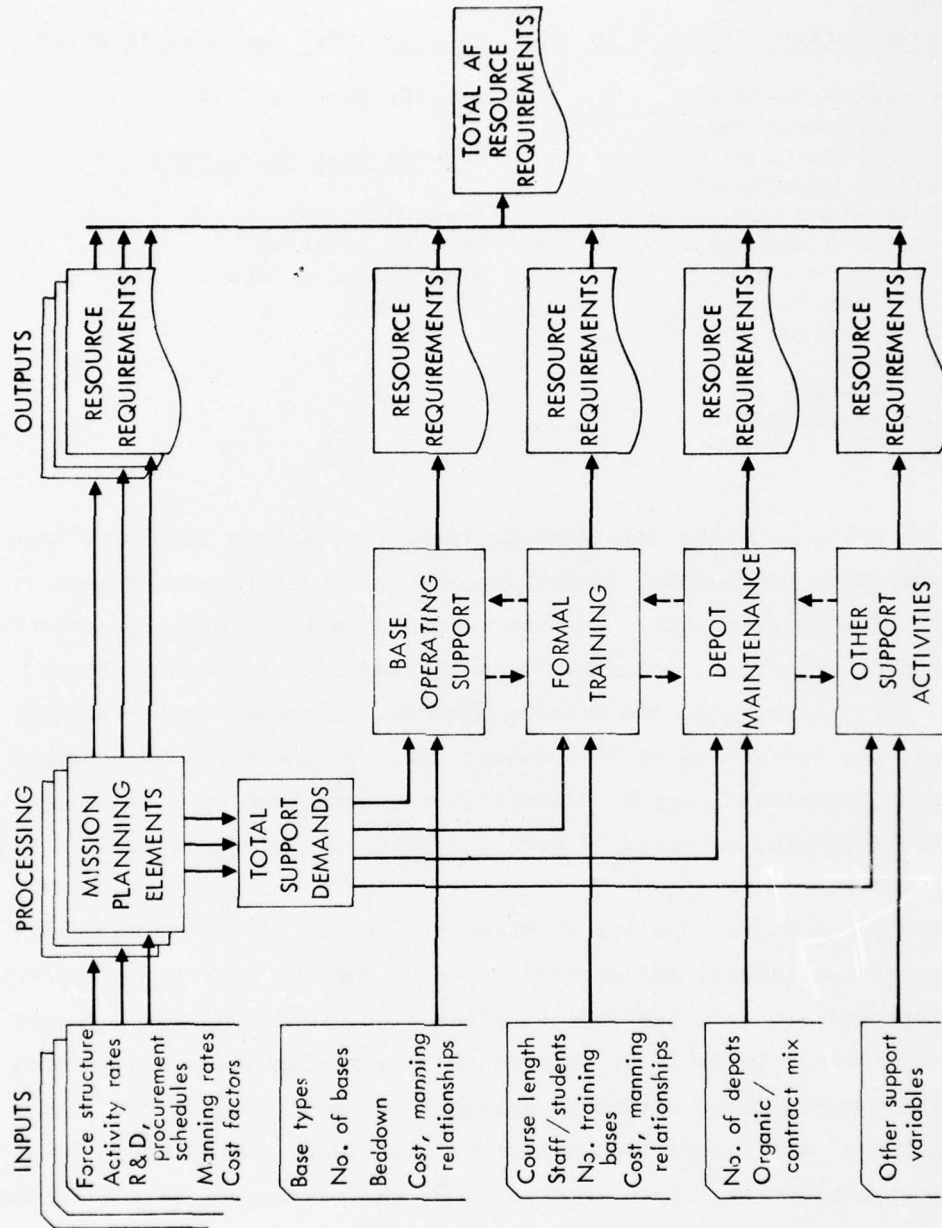 INPUTS
PROCESSING
OUTPUTS
Force structure
Activity rates
R & D,
procurement
schedules
Manning rates
Cost factors
MISSION
PLANNING
ELEMENTS
RESOURCE
REQUIREMENTS
TOTAL
SUPPORT
DEMANDS
TOTAL AF
RESOURCE
REQUIREMENTS
Base types
No. of bases
Beddown
Cost, manning
relationships
BASE
OPERATING
SUPPORT
RESOURCE
REQUIREMENTS
Course length
Staff / students
No. training
bases
Cost, manning
relationships
FORMAL
TRAINING
RESOURCE
REQUIREMENTS
No. of depots
Organic /
contract mix
DEPOT
MAINTENANCE
RESOURCE
REQUIREMENTS
Other support
variables
OTHER
SUPPORT
ACTIVITIES
RESOURCE
REQUIREMENTS